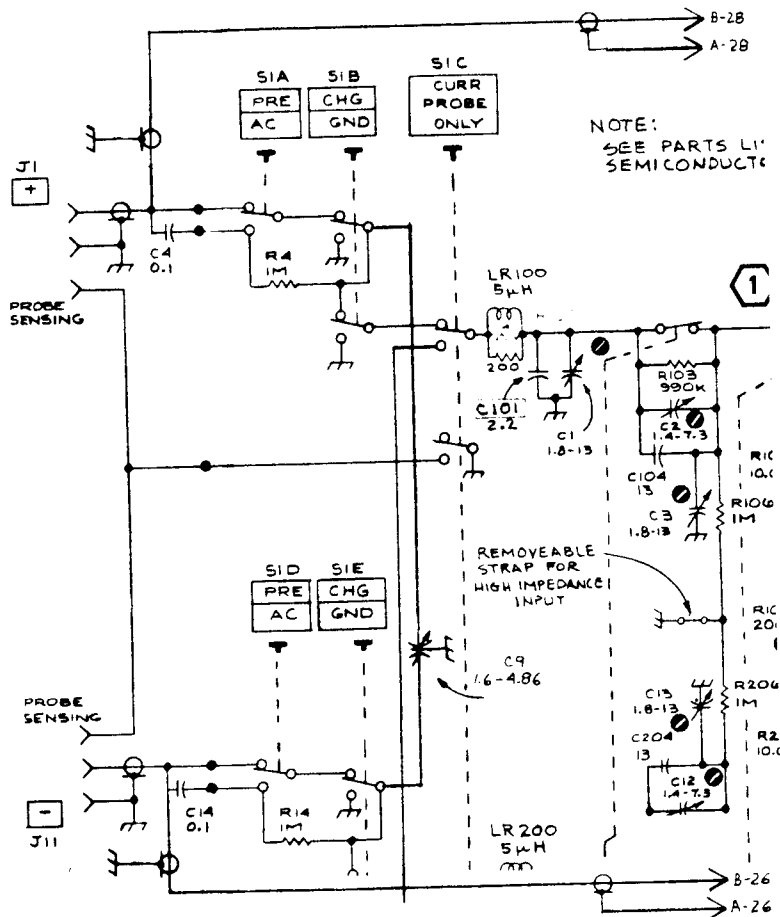 B-28
A-28
S1A
S1B
S1C
PRE
AC
CHG
GND
CURR
PROBE
ONLY
NOTE:
SEE PARTS
J1
+
C4
0.1
R4
1M
PROBE
SENSING
LR100
5μH
200
1
C101
2.2
C1
1.8-13
R103
990K
C2
1.4-7.3
C104
13
C3
1.8-13
R106
1M
10.0
REMOVEABLE
STRAP FOR
HIGH IMPEDANCE
INPUT
S1D
S1E
PRE
AC
CHG
GND
C9
1.6-4.86
PROBE
SENSING
C13
1.8-13
C204
13
R206
1M
C12
1.4-7.3
-
J11
C14
0.1
R14
1M
LR200
5μH
B-26
A-26